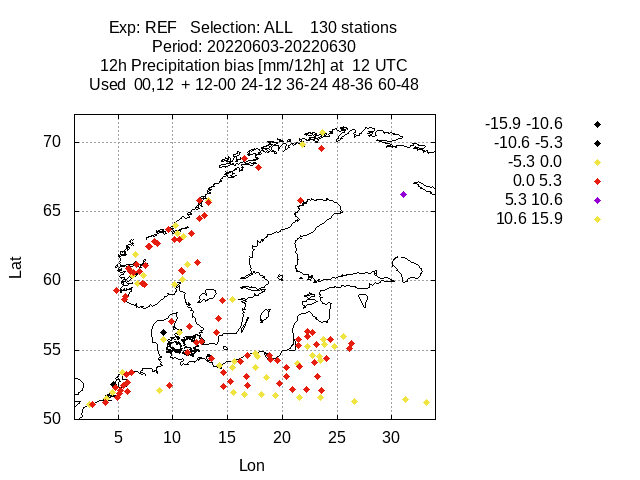 Exp: REF   Selection: ALL    130 stations
Period: 20220603-20220630
12h Precipitation bias [mm/12h] at  12 UTC
Used  00,12  + 12-00 24-12 36-24 48-36 60-48
-15.9 -10.6
-10.6 -5.3
-5.3 0.0
0.0 5.3
5.3 10.6
10.6 15.9
70
65
60
55
50
Lat
5 10 15 20 25 30
Lon